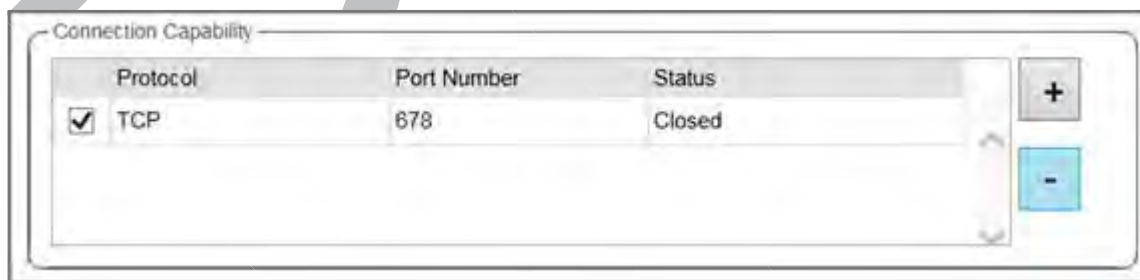 Connection Capability
Protocol Port Number Status
TCP 678 Closed
+
-